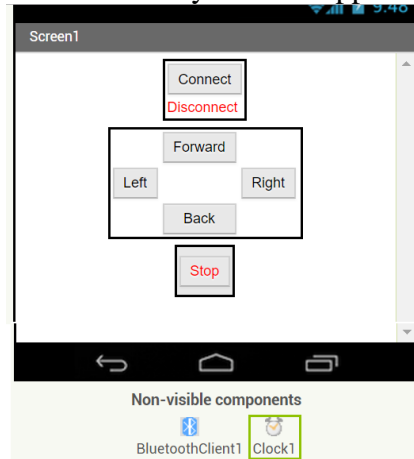 9:48
Screen1
Connect
Disconnect
Forward
Left Right
Back
Stop
Non-visible components
BluetoothClient1 Clock1